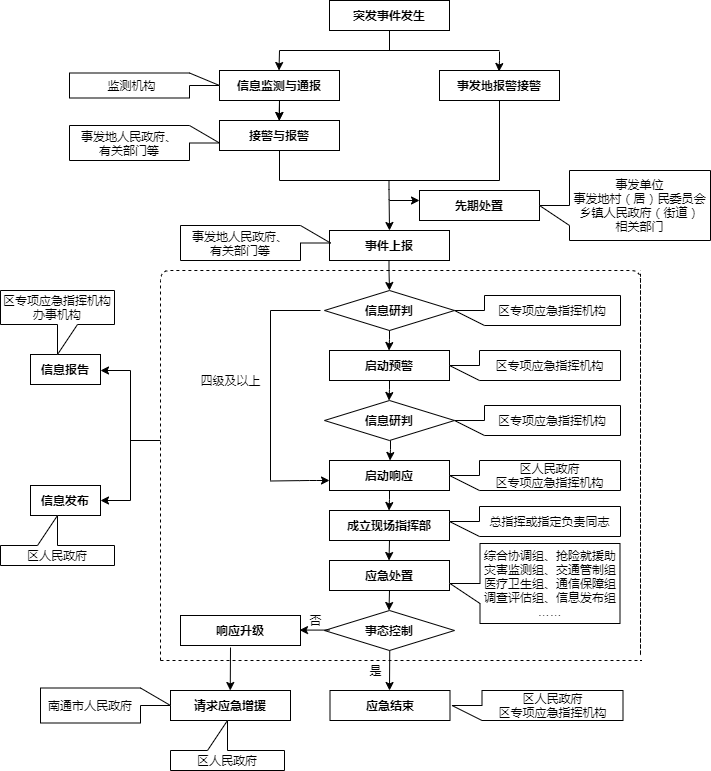 突发事件发生
监测机构
信息监测与通报
事发地报警接警
事发地人民政府、
有关部门等
接警与报警
先期处置
事发单位
事发地村（居）民委员会
乡镇人民政府（街道）
相关部门
事发地人民政府、
有关部门等
事件上报
区专项应急指挥机构
办事机构
信息研判
区专项应急指挥机构
信息报告
四级及以上
启动预警
区专项应急指挥机构
信息研判
区专项应急指挥机构
启动响应
区人民政府
区专项应急指挥机构
信息发布
区人民政府
成立现场指挥部
总指挥或指定负责同志
应急处置
综合协调组、抢险就援助
灾害监测组、交通管制组
医疗卫生组、通信保障组
调查评估组、信息发布组
……
响应升级
否
事态控制
是
南通市人民政府
请求应急增援
区人民政府
应急结束
区人民政府
区专项应急指挥机构